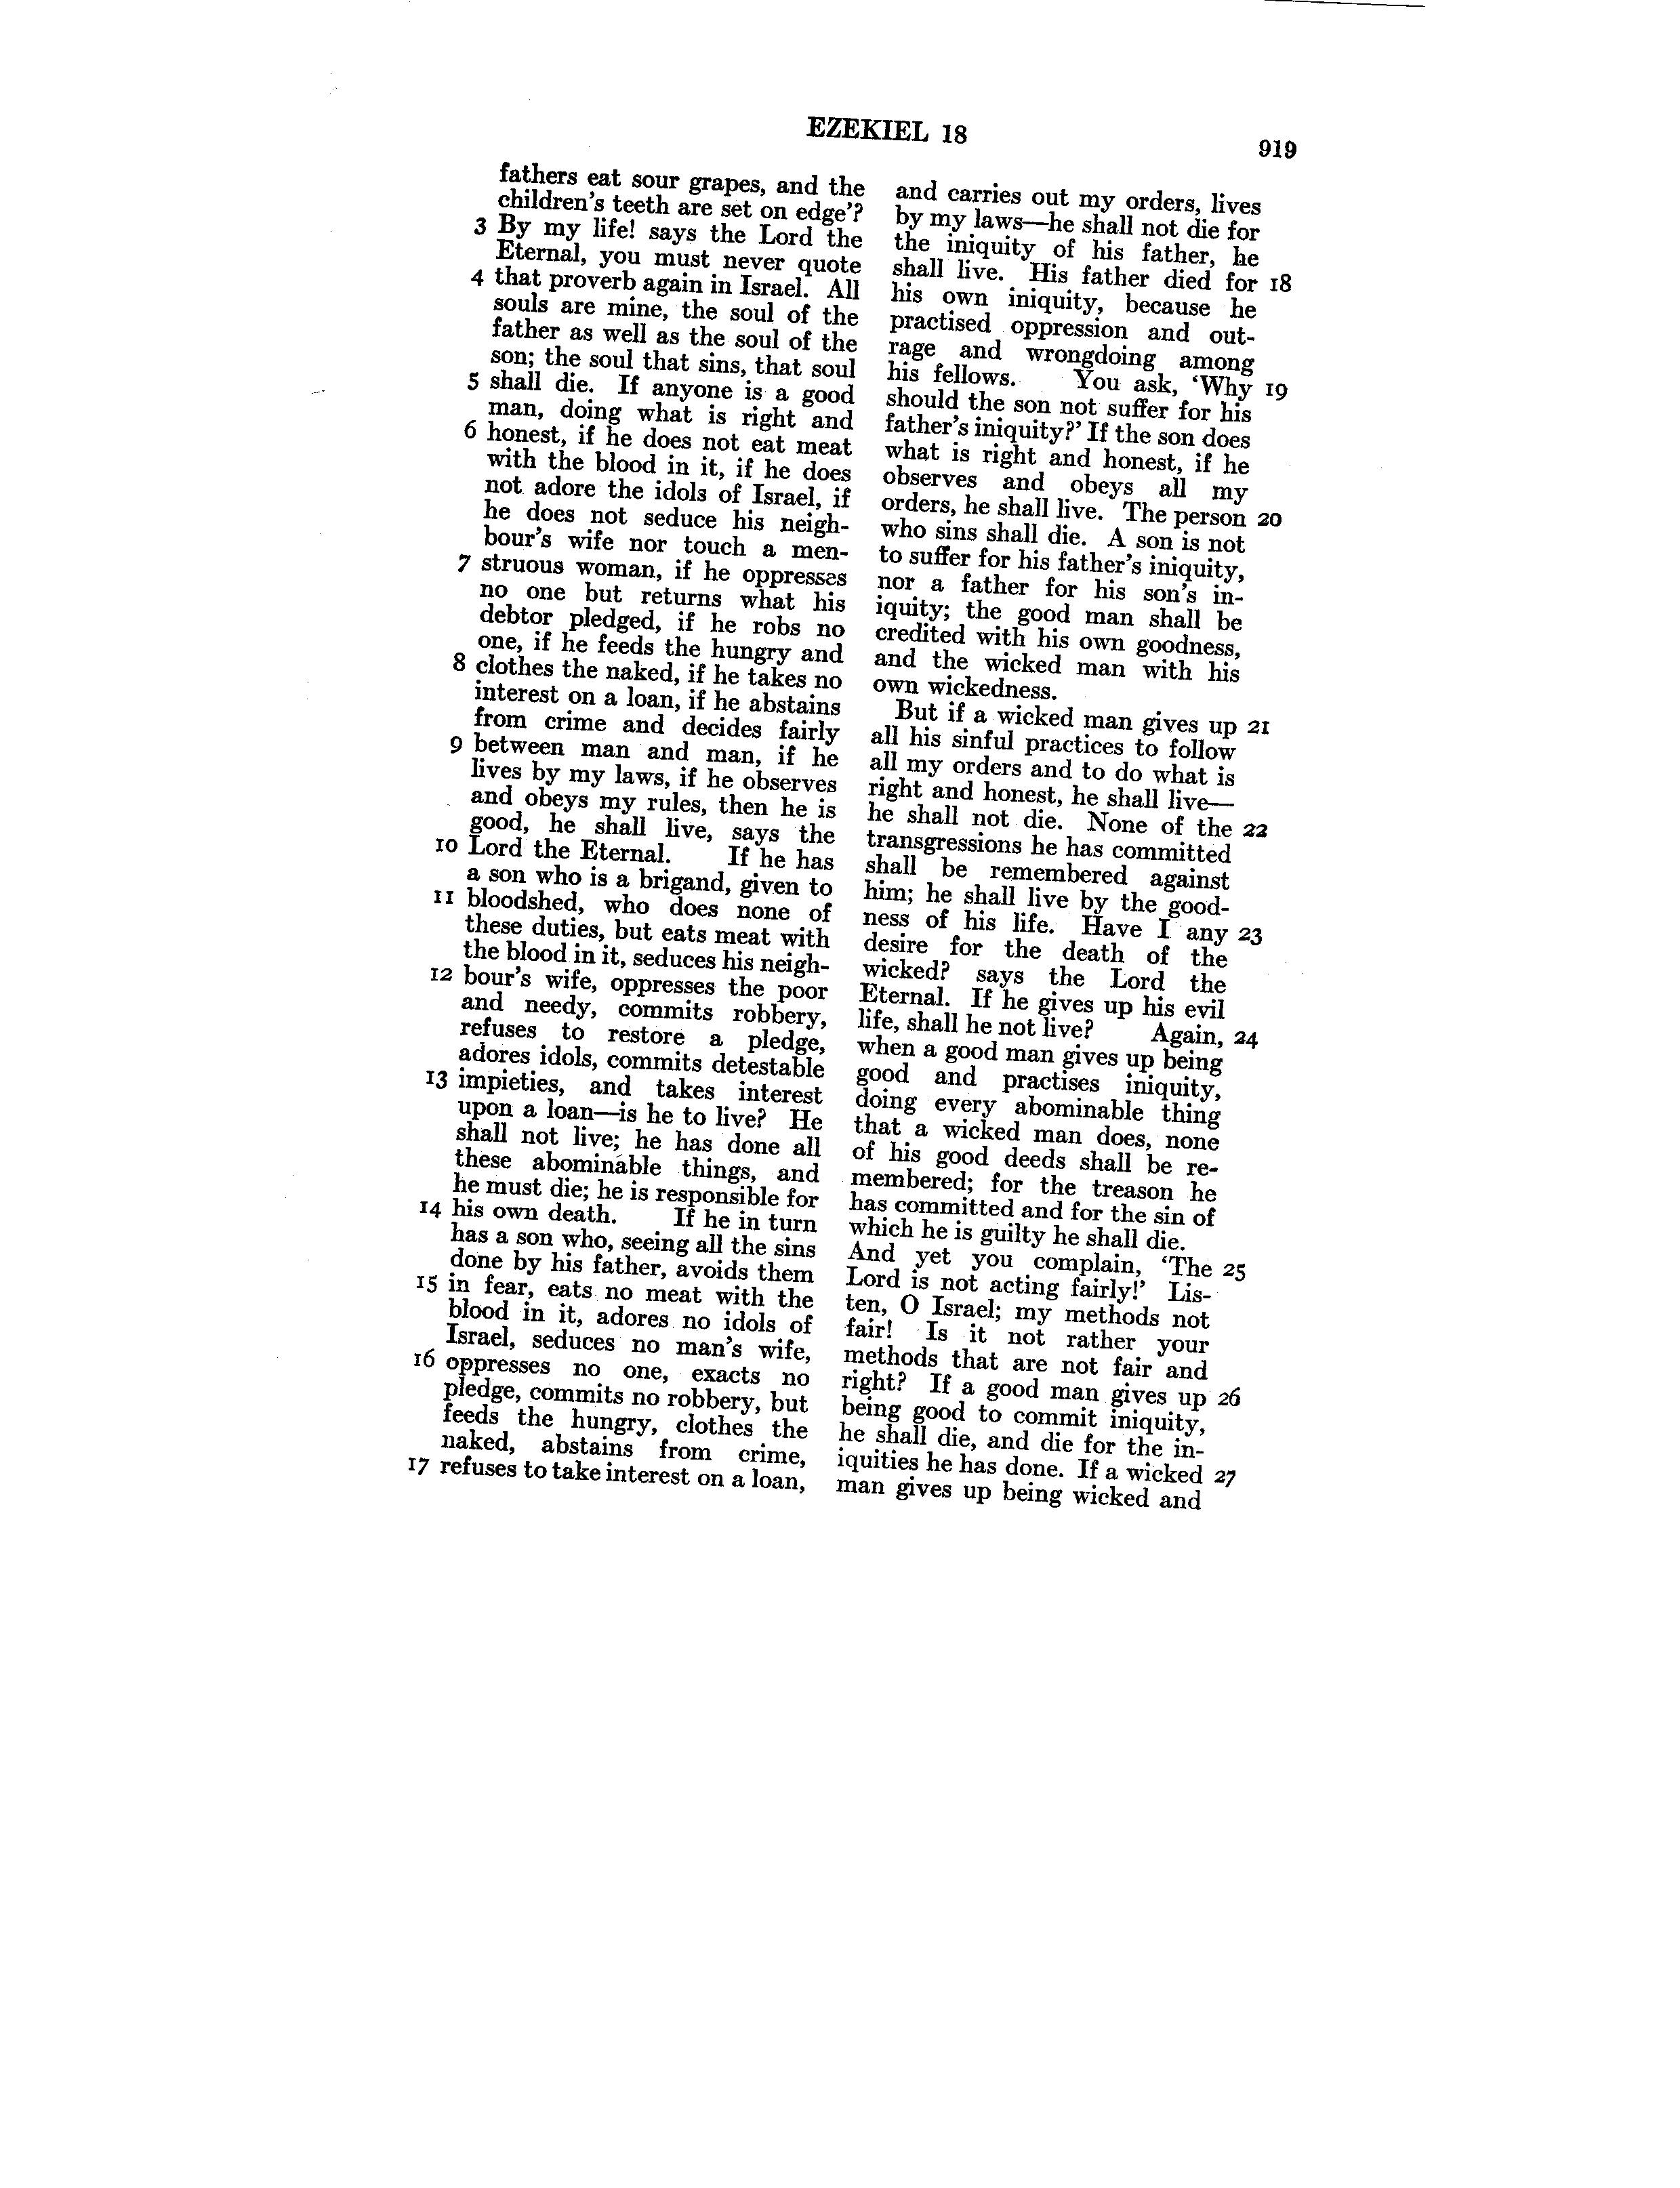 EZEKIEL 18
919
fathers eat sour grapes, and the
children's teeth are set on edge'?
3 By my life! says the Lord the
Eternal, you must never quote
4 that proverb again in Israel. All
souls are mine, the soul of the
father as well as the soul of the
son; the soul that sins, that soul
5 shall die. If anyone is a good
man, doing what is right and
6 honest, if he does not eat meat
with the blood in it, if he does
not adore the idols of Israel, if
he does not seduce his neigh-
bour's wife nor touch a men-
7 struous woman, if he oppresses
no one but returns what his
debtor pledged, if he robs no
one, if he feeds the hungry and
8 clothes the naked, if he takes no
interest on a loan, if he abstains
from crime and decides fairly
9 between man and man, if he
lives by my laws, if he observes
and obeys my rules, then he is
good, he shall live, says the
10 Lord the Eternal. If he has
a son who is a brigand, given to
11 bloodshed, who does none of
these duties, but eats meat with
the blood in it, seduces his neigh-
12 bour's wife, oppresses the poor
and needy, commits robbery,
refuses to restore a pledge,
adores idols, commits detestable
13 impieties, and takes interest
upon a loan—is he to live? He
shall not live; he has done all
these abominable things, and
he must die; he is responsible for
14 his own death. If he in turn
has a son who, seeing all the sins
done by his father, avoids them
15 in fear, eats no meat with the
blood in it, adores no idols of
Israel, seduces no man's wife,
16 oppresses no one, exacts no
pledge, commits no robbery, but
feeds the hungry, clothes the
naked, abstains from crime,
17 refuses to take interest on a loan,
and carries out my orders, lives
by my laws—he shall not die for
the iniquity of his father, he
shall live. His father died for 18
his own iniquity, because he
practised oppression and out-
rage and wrongdoing among
his fellows. You ask, 'Why 19
should the son not suffer for his
father's iniquity?' If the son does
what is right and honest, if he
observes and obeys all my
orders, he shall live. The person 20
who sins shall die. A son is not
to suffer for his father's iniquity,
nor a father for his son's in-
iquity; the good man shall be
credited with his own goodness,
and the wicked man with his
own wickedness.
But if a wicked man gives up 21
all his sinful practices to follow
all my orders and to do what is
right and honest, he shall live—
he shall not die. None of the 22
transgressions he has committed
shall be remembered against
him; he shall live by the good-
ness of his life. Have I any 23
desire for the death of the
wicked? says the Lord the
Eternal. If he gives up his evil
life, shall he not live? Again, 24
when a good man gives up being
good and practises iniquity,
doing every abominable thing
that a wicked man does, none
of his good deeds shall be re-
membered; for the treason he
has committed and for the sin of
which he is guilty he shall die.
And yet you complain, 'The 25
Lord is not acting fairly!' Lis-
ten, O Israel; my methods not
fair! Is it not rather your
methods that are not fair and
right? If a good man gives up 26
being good to commit iniquity,
he shall die, and die for the in-
iquities he has done. If a wicked 27
man gives up being wicked and